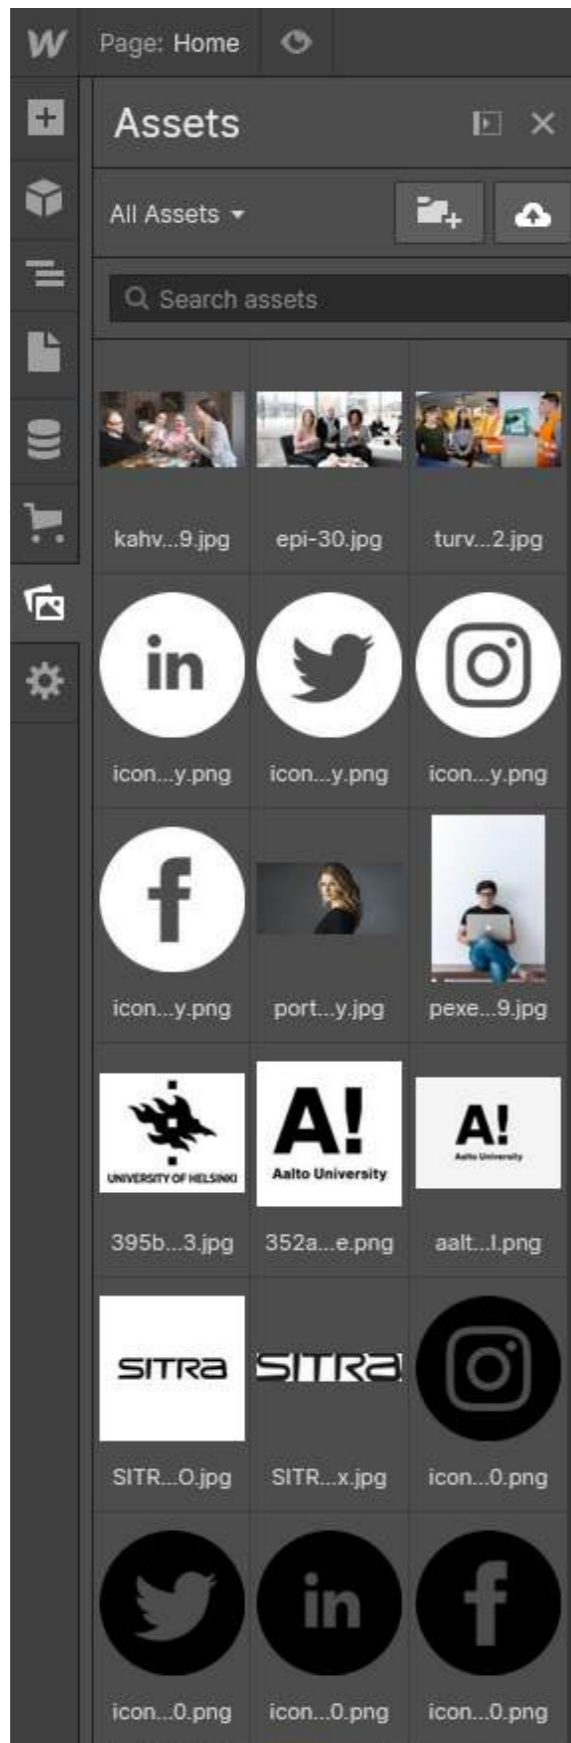 W Page: Home
Assets
All Assets
Search assets
kahv...9.jpg epi-30.jpg turv...2.jpg
in
icon...y.png icon...y.png icon...y.png
f
icon...y.png port...y.jpg pexe...9.jpg
UNIVERSITY OF HELSINKI A! Aalto University A! Aalto University
395b...3.jpg 352a...e.png aalt...l.png
SITRA SITRA
SITR...O.jpg SITR...x.jpg icon...0.png
in f
icon...0.png icon...0.png icon...0.png